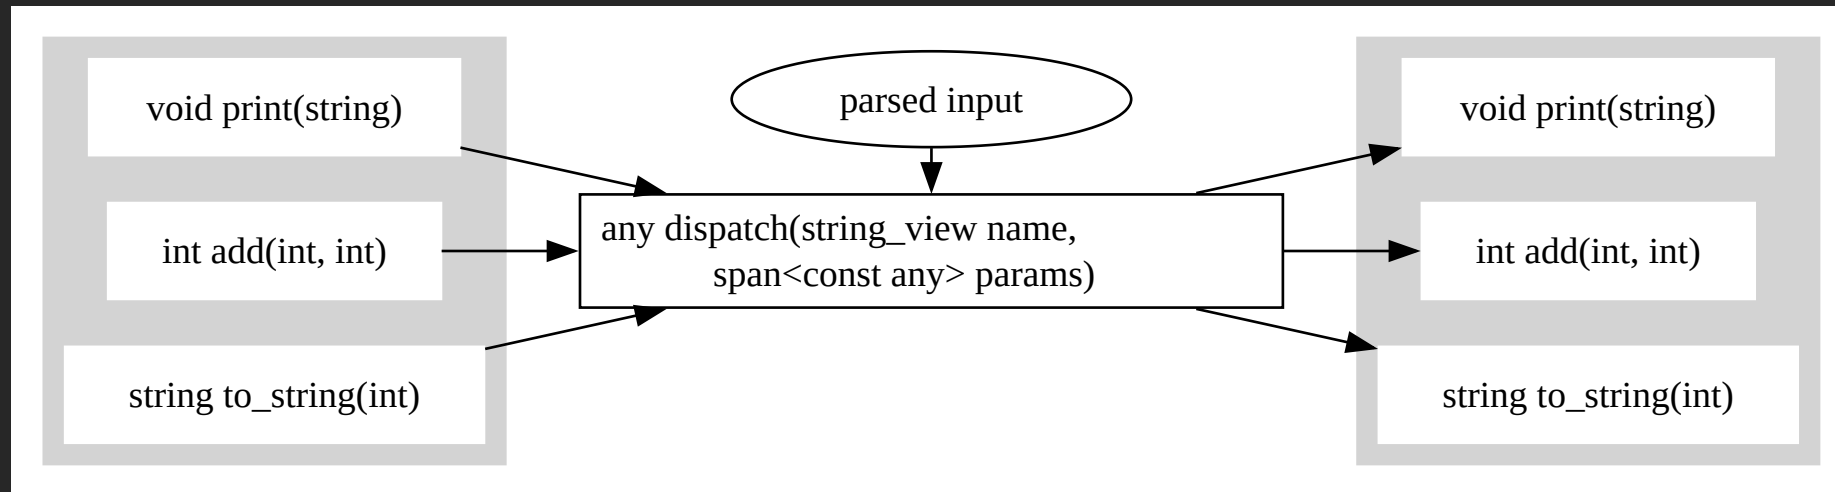 void print(string)
int add(int, int)
string to_string(int)
parsed input
any dispatch(string_view name,
span<const any> params)
void print(string)
int add(int, int)
string to_string(int)